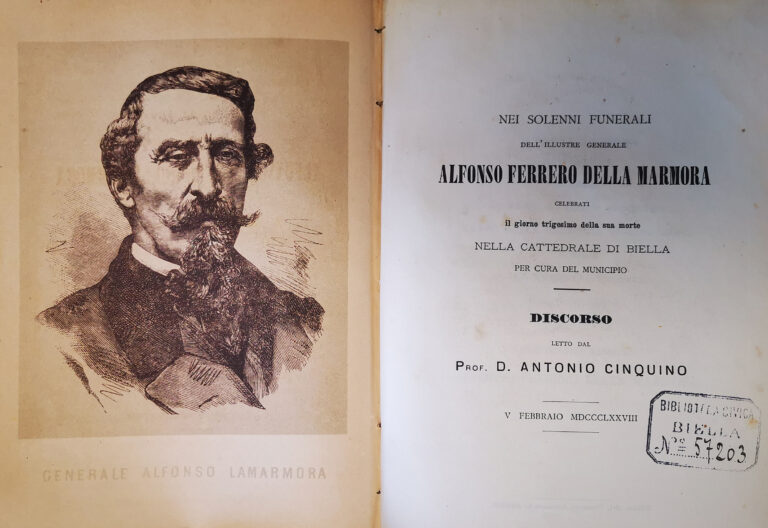 GENERALE ALFONSO LAMARMORA
NEI SOLENNI FUNERALI
DELL'ILLUSTRE GENERALE
ALFONSO FERRERO DELLA MARMORA
CELEBRATI
il giorno trigesimo della sua morte
NELLA CATTEDRALE DI BIELLA
PER CURA DEL MUNICIPIO
DISCORSO
LETTO DAL
PROF. D. ANTONIO CINQUINO
V FEBBRAIO MDCCCLXXVIII
BIBLIOTECA CIVICA
BIELLA
Nº 57203